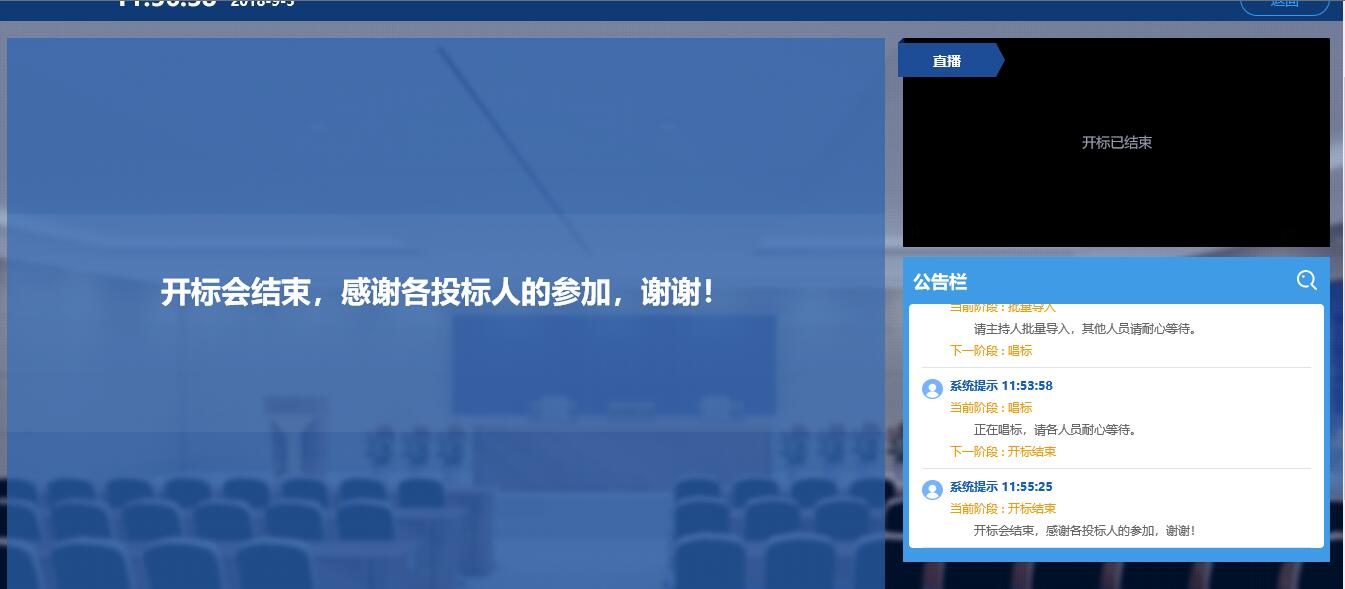 2018-9-5
返回
直播
开标已结束
开标会结束，感谢各投标人的参加，谢谢！
公告栏
当前阶段：批量导入
请主持人批量导入，其他人员请耐心等待。
下一阶段：唱标
系统提示 11:53:58
当前阶段：唱标
正在唱标，请各人员耐心等待。
下一阶段：开标结束
系统提示 11:55:25
当前阶段：开标结束
开标会结束，感谢各投标人的参加，谢谢！